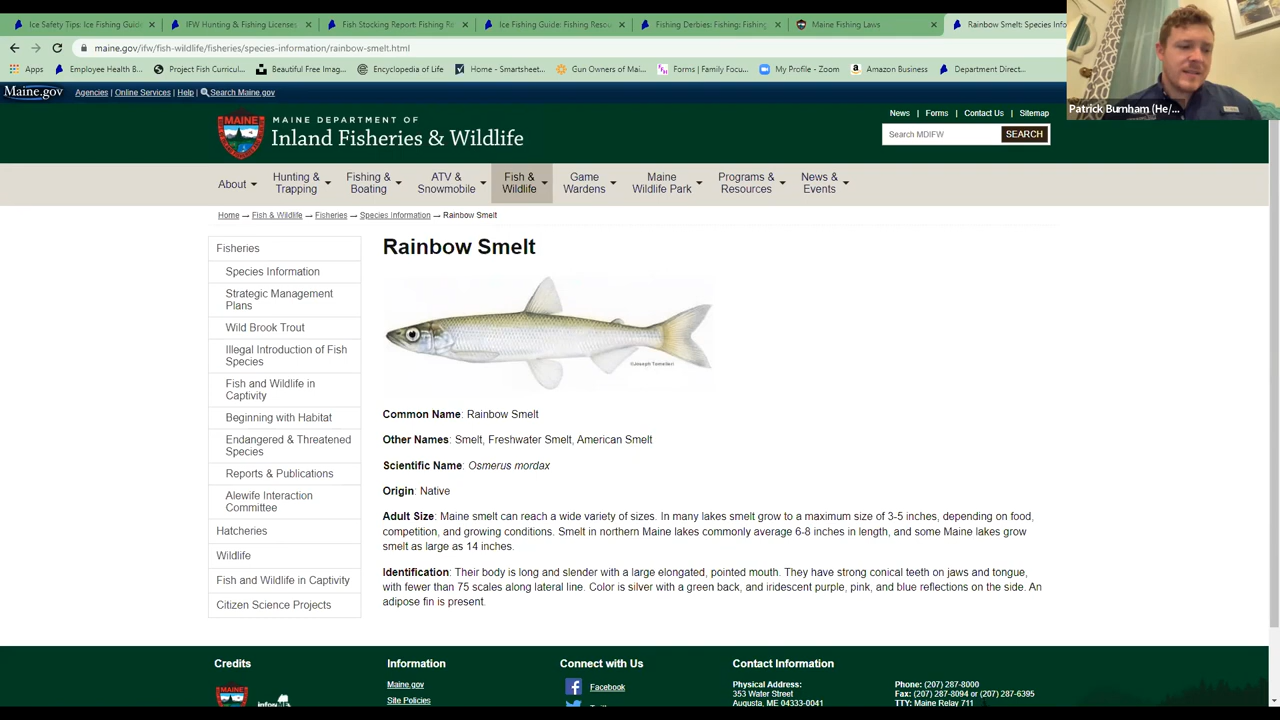 Ice Safety Tips: Ice Fishing Guide
IFW Hunting & Fishing Licenses
Fish Stocking Report: Fishing Re
Ice Fishing Guide: Fishing Resou
Fishing Derbies: Fishing: Fishing
Maine Fishing Laws
Rainbow Smelt: Species Info
maine.gov/ifw/fish-wildlife/fisheries/species-information/rainbow-smelt.html
Apps
Employee Health B...
Project Fish Curricul...
Beautiful Free Imag...
Encyclopedia of Life
Home - Smartsheet...
Gun Owners of Mai...
Forms | Family Focu...
My Profile - Zoom
Amazon Business
Department Direct...
Patrick Burnham (He/...
Maine.gov
Agencies | Online Services | Help | Search Maine.gov
MAINE DEPARTMENT OF
Inland Fisheries & Wildlife
News | Forms | Contact Us | Sitemap
Search MDIFW
SEARCH
About
Hunting & Trapping
Fishing & Boating
ATV & Snowmobile
Fish & Wildlife
Game Wardens
Maine Wildlife Park
Programs & Resources
News & Events
Home → Fish & Wildlife → Fisheries → Species Information → Rainbow Smelt
Fisheries
Species Information
Strategic Management
Plans
Wild Brook Trout
Illegal Introduction of Fish
Species
Fish and Wildlife in
Captivity
Beginning with Habitat
Endangered & Threatened
Species
Reports & Publications
Alewife Interaction
Committee
Hatcheries
Wildlife
Fish and Wildlife in Captivity
Citizen Science Projects
Rainbow Smelt
©Joseph Tomelleri
Common Name: Rainbow Smelt
Other Names: Smelt, Freshwater Smelt, American Smelt
Scientific Name: Osmerus mordax
Origin: Native
Adult Size: Maine smelt can reach a wide variety of sizes. In many lakes smelt grow to a maximum size of 3-5 inches, depending on food,
competition, and growing conditions. Smelt in northern Maine lakes commonly average 6-8 inches in length, and some Maine lakes grow
smelt as large as 14 inches.
Identification: Their body is long and slender with a large elongated, pointed mouth. They have strong conical teeth on jaws and tongue,
with fewer than 75 scales along lateral line. Color is silver with a green back, and iridescent purple, pink, and blue reflections on the side. An
adipose fin is present.
Credits
MAINE
Information
Maine.gov
Site Policies
Connect with Us
Facebook
Contact Information
Physical Address:
353 Water Street
Augusta, ME 04333-0041
Phone: (207) 287-8000
Fax: (207) 287-8094 or (207) 287-6395
TTY: Maine Relay 711